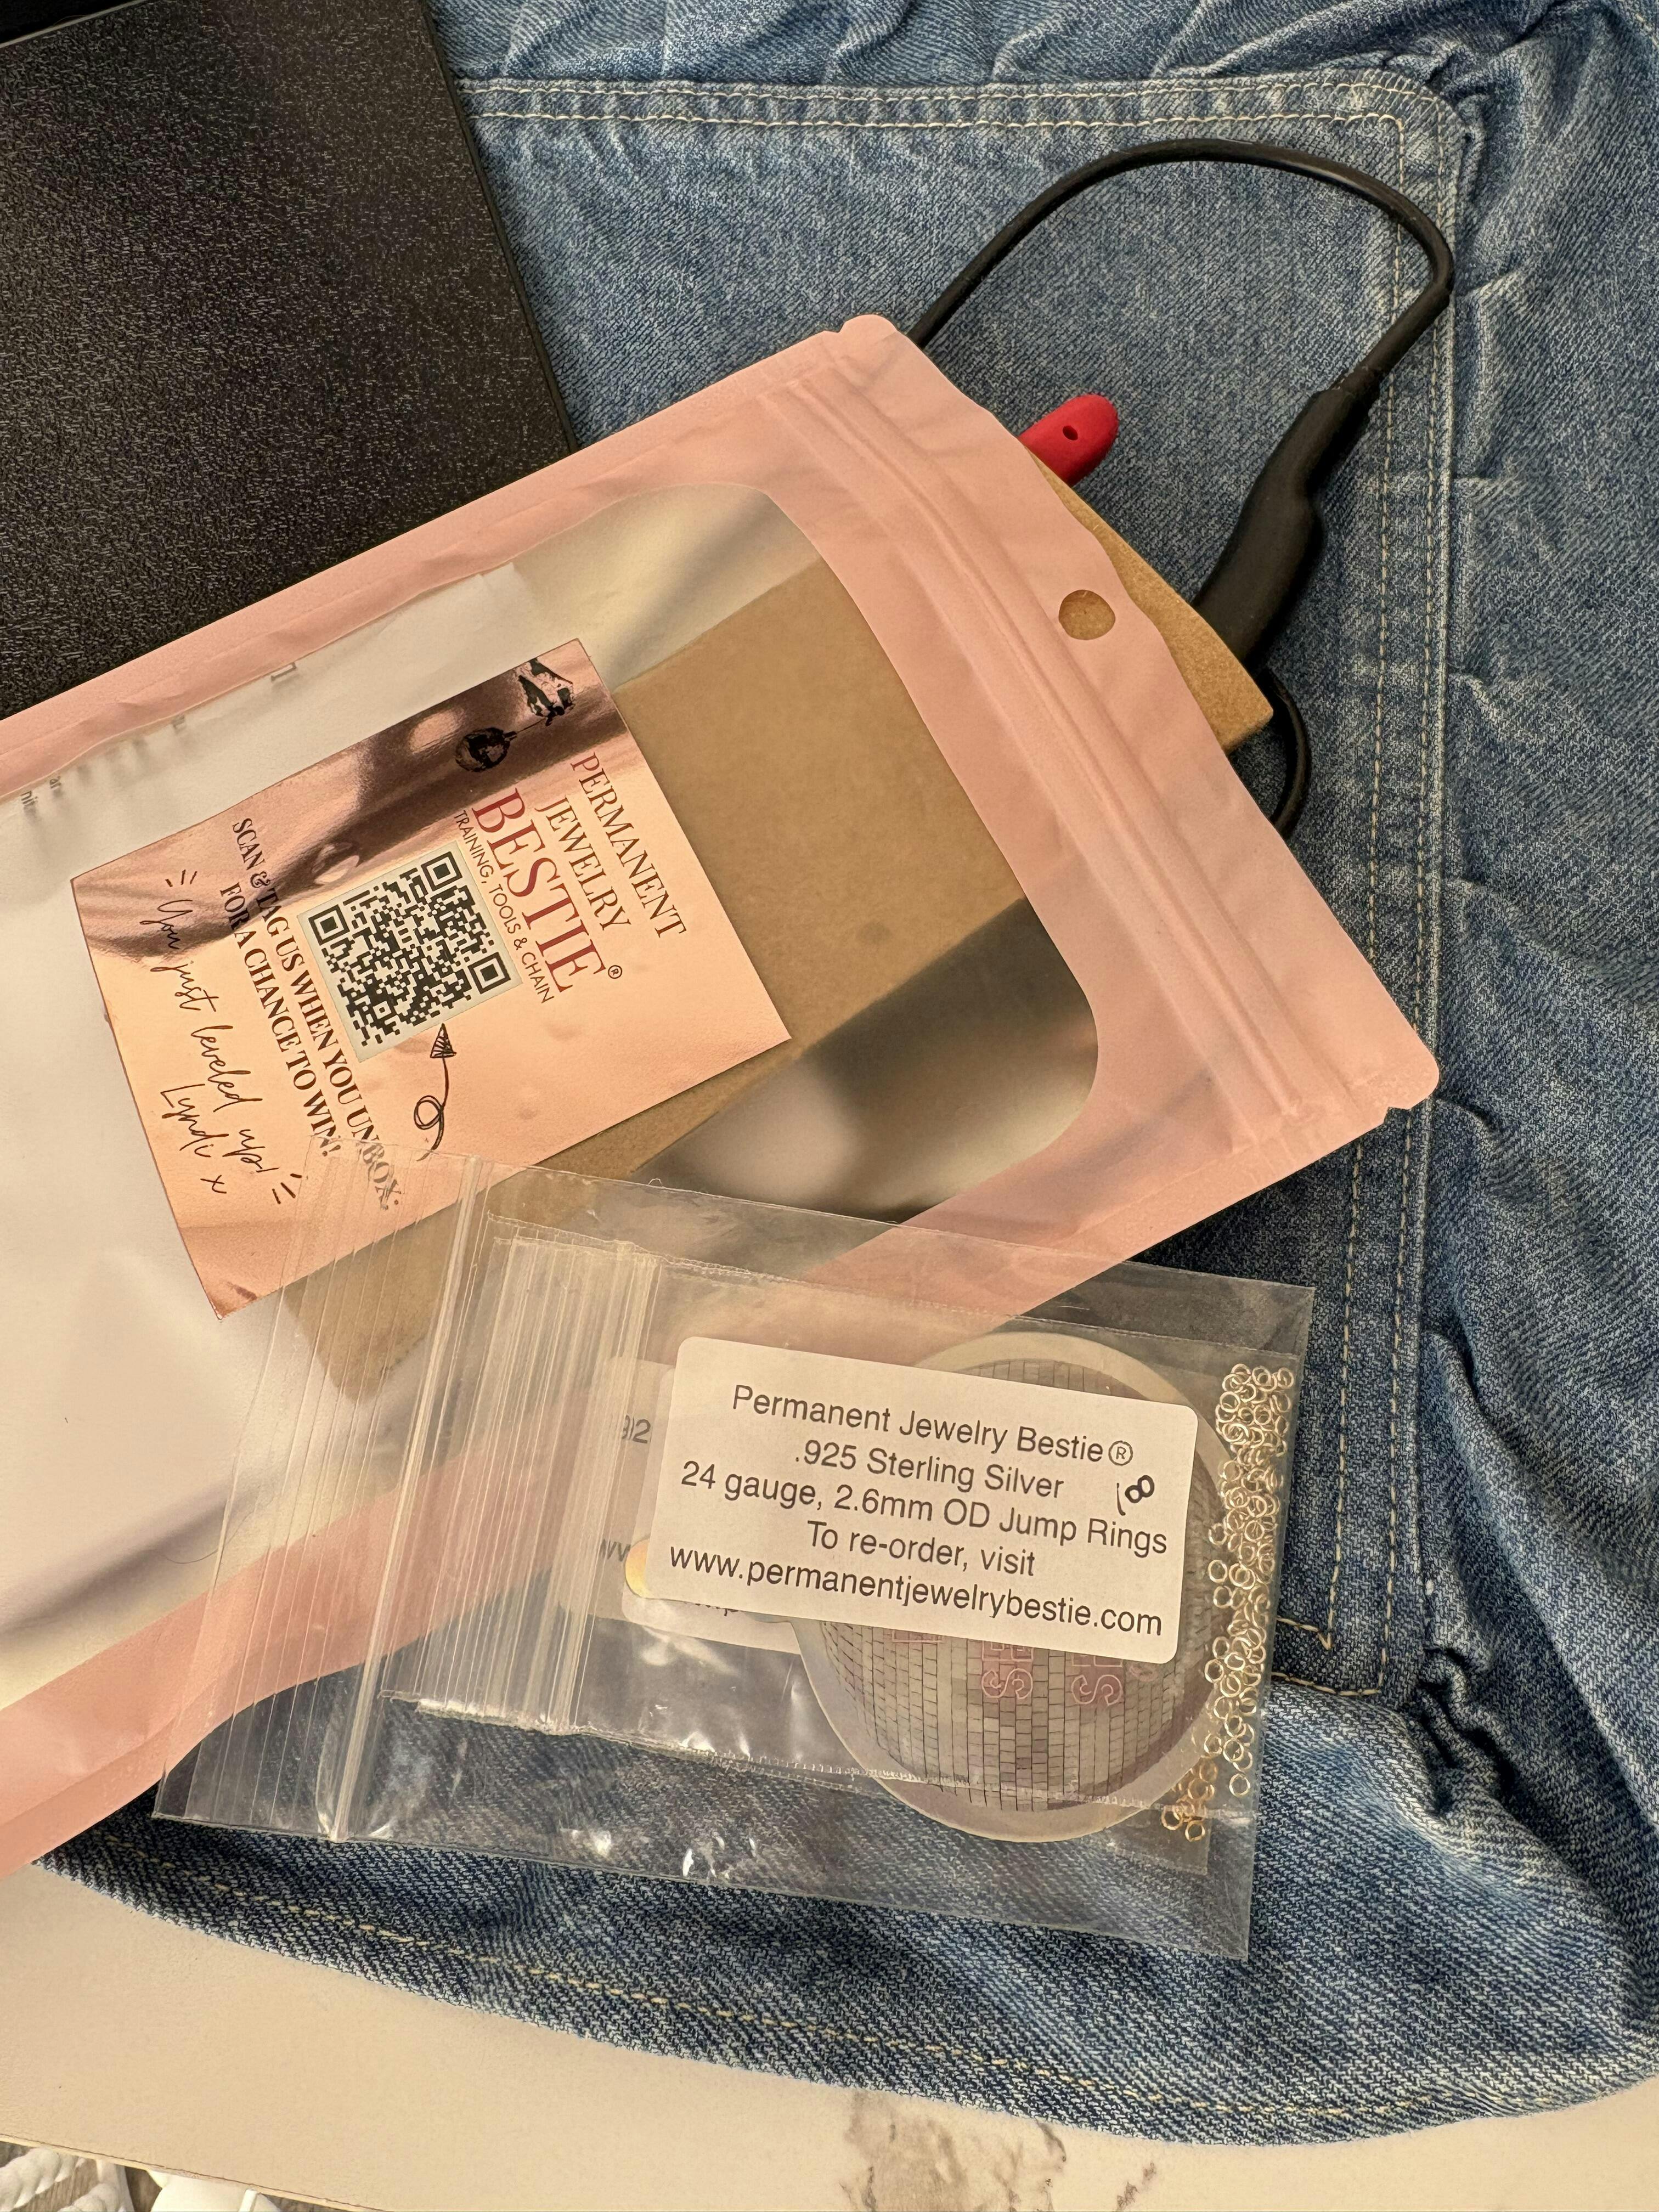 PERMANENT
JEWELRY
BESTIE®
TRAINING, TOOLS & CHAIN
SCAN & TAG US WHEN YOU UNBOX:
FOR A CHANCE TO WIN!
You just leveled up!
Lyndi x
Permanent Jewelry Bestie®
.925 Sterling Silver
24 gauge, 2.6mm OD Jump Rings
To re-order, visit
www.permanentjewelrybestie.com